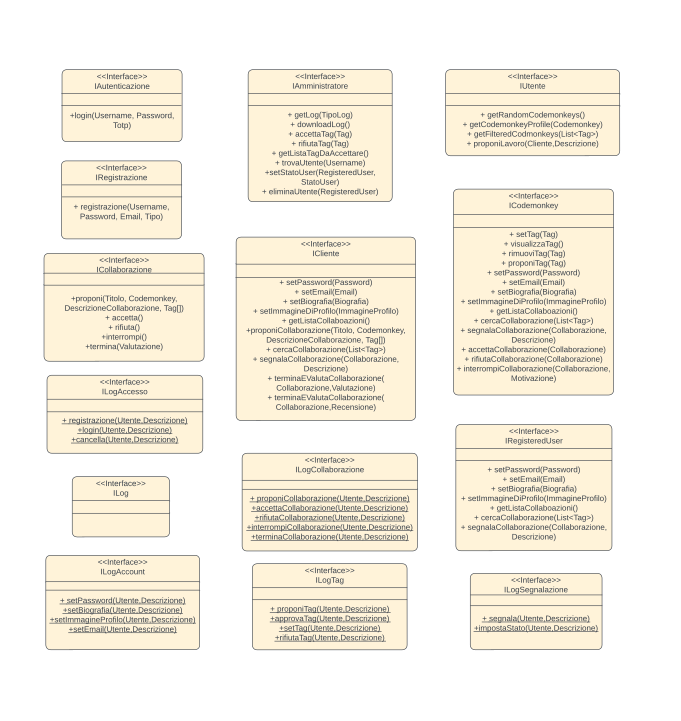 <<Interface>>
IAutenticazione
+login(Username, Password,
Totp)
<<Interface>>
IRegistrazione
+ registrazione(Username,
Password, Email, Tipo)
<<Interface>>
ICollaborazione
+proponi(Titolo, Codemonkey,
DescrizioneCollaborazione, Tag[])
+ accetta()
+ rifiuta()
+interrompi()
+termina(Valutazione)
<<Interface>>
ILogAccesso
+ registrazione(Utente,Descrizione)
+login(Utente,Descrizione)
+cancella(Utente,Descrizione)
<<Interface>>
ILog
<<Interface>>
ILogAccount
+ setPassword(Utente,Descrizione)
+setBiografia(Utente,Descrizione)
+setImmagineProfilo(Utente,Descrizione)
+setEmail(Utente,Descrizione)
<<Interface>>
IAmministratore
+ getLog(TipoLog)
+ downloadLog()
+ accettaTag(Tag)
+ rifiutaTag(Tag)
+ getListaTagDaAccettare()
+ trovaUtente(Username)
+setStatoUser(RegisteredUser,
StatoUser)
+ eliminaUtente(RegisteredUser)
<<Interface>>
ICliente
+ setPassword(Password)
+ setEmail(Email)
+ setBiografia(Biografia)
+ setImmagineDiProfilo(ImmagineProfilo)
+ getListaCollaboazioni()
+proponiCollaborazione(Titolo, Codemonkey,
DescrizioneCollaborazione, Tag[])
+ cercaCollaborazione(List<Tag>)
+ segnalaCollaborazione(Collaborazione,
Descrizione)
+ terminaEValutaCollaborazione(
Collaborazione,Valutazione)
+ terminaEValutaCollaborazione(
Collaborazione,Recensione)
<<Interface>>
ILogCollaborazione
+ proponiCollaborazione(Utente,Descrizione)
+accettaCollaborazione(Utente,Descrizione)
+rifiutaCollaborazione(Utente,Descrizione)
+interrompiCollaborazione(Utente,Descrizione)
+terminaCollaborazione(Utente,Descrizione)
<<Interface>>
ILogTag
+ proponiTag(Utente,Descrizione)
+approvaTag(Utente,Descrizione)
+setTag(Utente,Descrizione)
+rifiutaTag(Utente,Descrizione)
<<Interface>>
IUtente
+ getRandomCodemonkeys()
+ getCodemonkeyProfile(Codemonkey)
+ getFilteredCodmonkeys(List<Tag>)
+ proponiLavoro(Cliente,Descrizione)
<<Interface>>
ICodemonkey
+ setTag(Tag)
+ visualizzaTag()
+ rimuoviTag(Tag)
+ proponiTag(Tag)
+ setPassword(Password)
+ setEmail(Email)
+ setBiografia(Biografia)
+ setImmagineDiProfilo(ImmagineProfilo)
+ getListaCollaboazioni()
+ cercaCollaborazione(List<Tag>)
+ segnalaCollaborazione(Collaborazione,
Descrizione)
+ accettaCollaborazione(Collaborazione)
+ rifiutaCollaborazione(Collaborazione)
+ interrompiCollaborazione(Collaborazione,
Motivazione)
<<Interface>>
IRegisteredUser
+ setPassword(Password)
+ setEmail(Email)
+ setBiografia(Biografia)
+ setImmagineDiProfilo(ImmagineProfilo)
+ getListaCollaboazioni()
+ cercaCollaborazione(List<Tag>)
+ segnalaCollaborazione(Collaborazione,
Descrizione)
<<Interface>>
ILogSegnalazione
+ segnala(Utente,Descrizione)
+impostaStato(Utente,Descrizione)